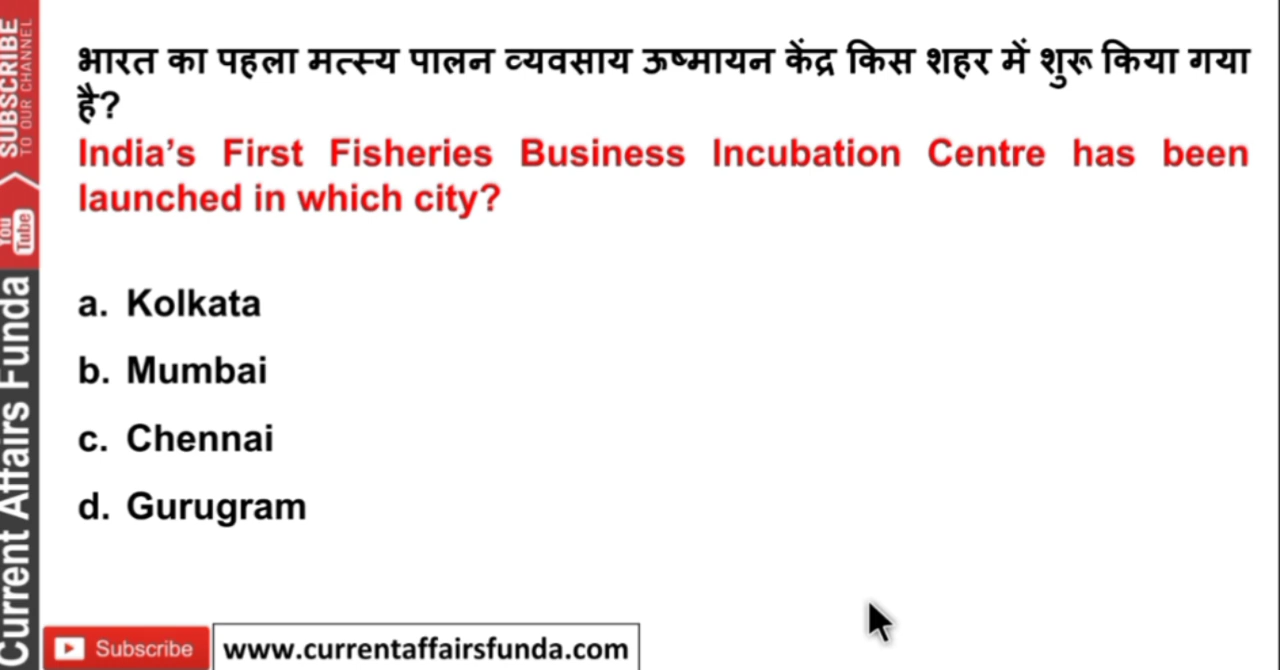 भारत का पहला मत्स्य पालन व्यवसाय ऊष्मायन केंद्र किस शहर में शुरू किया गया
है?
India's First Fisheries Business Incubation Centre has been
launched in which city?
a. Kolkata
b. Mumbai
c. Chennai
d. Gurugram
SUBSCRIBE
TO OUR CHANNEL
You
Tube
Current Affairs Funda
Subscribe
www.currentaffairsfunda.com